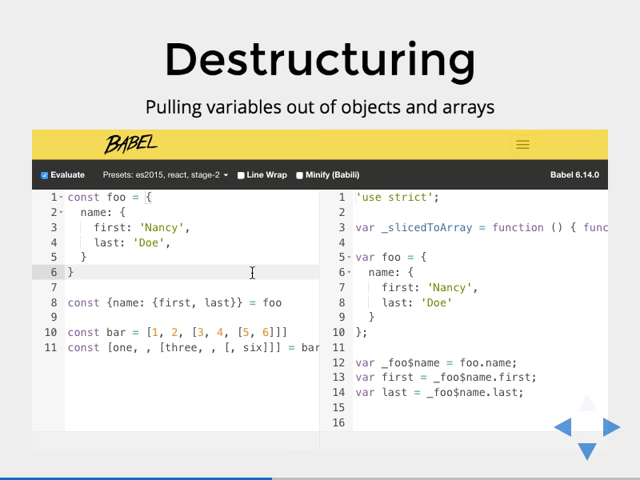 Destructuring
Pulling variables out of objects and arrays
BABEL
Evaluate Presets: es2015, react, stage-2 Line Wrap Minify (Babili) Babel 6.14.0
1 const foo = {
2   name: {
3     first: 'Nancy',
4     last: 'Doe',
5   }
6 }
7
8 const {name: {first, last}} = foo
9
10 const bar = [1, 2, [3, 4, [5, 6]]]
11 const [one, , [three, , [, six]]] = bar
1 'use strict';
2
3 var _slicedToArray = function () { func
4
5 var foo = {
6   name: {
7     first: 'Nancy',
8     last: 'Doe'
9   }
10 };
11
12 var _foo$name = foo.name;
13 var first = _foo$name.first;
14 var last = _foo$name.last;
15
16